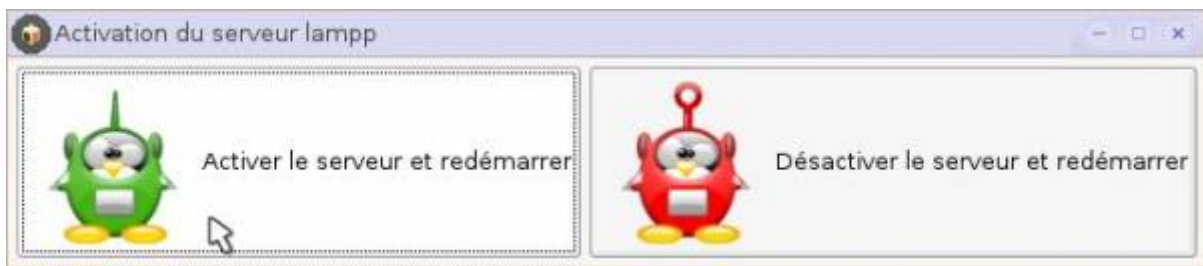 Activation du serveur lampp
Activer le serveur et redémarrer
Désactiver le serveur et redémarrer